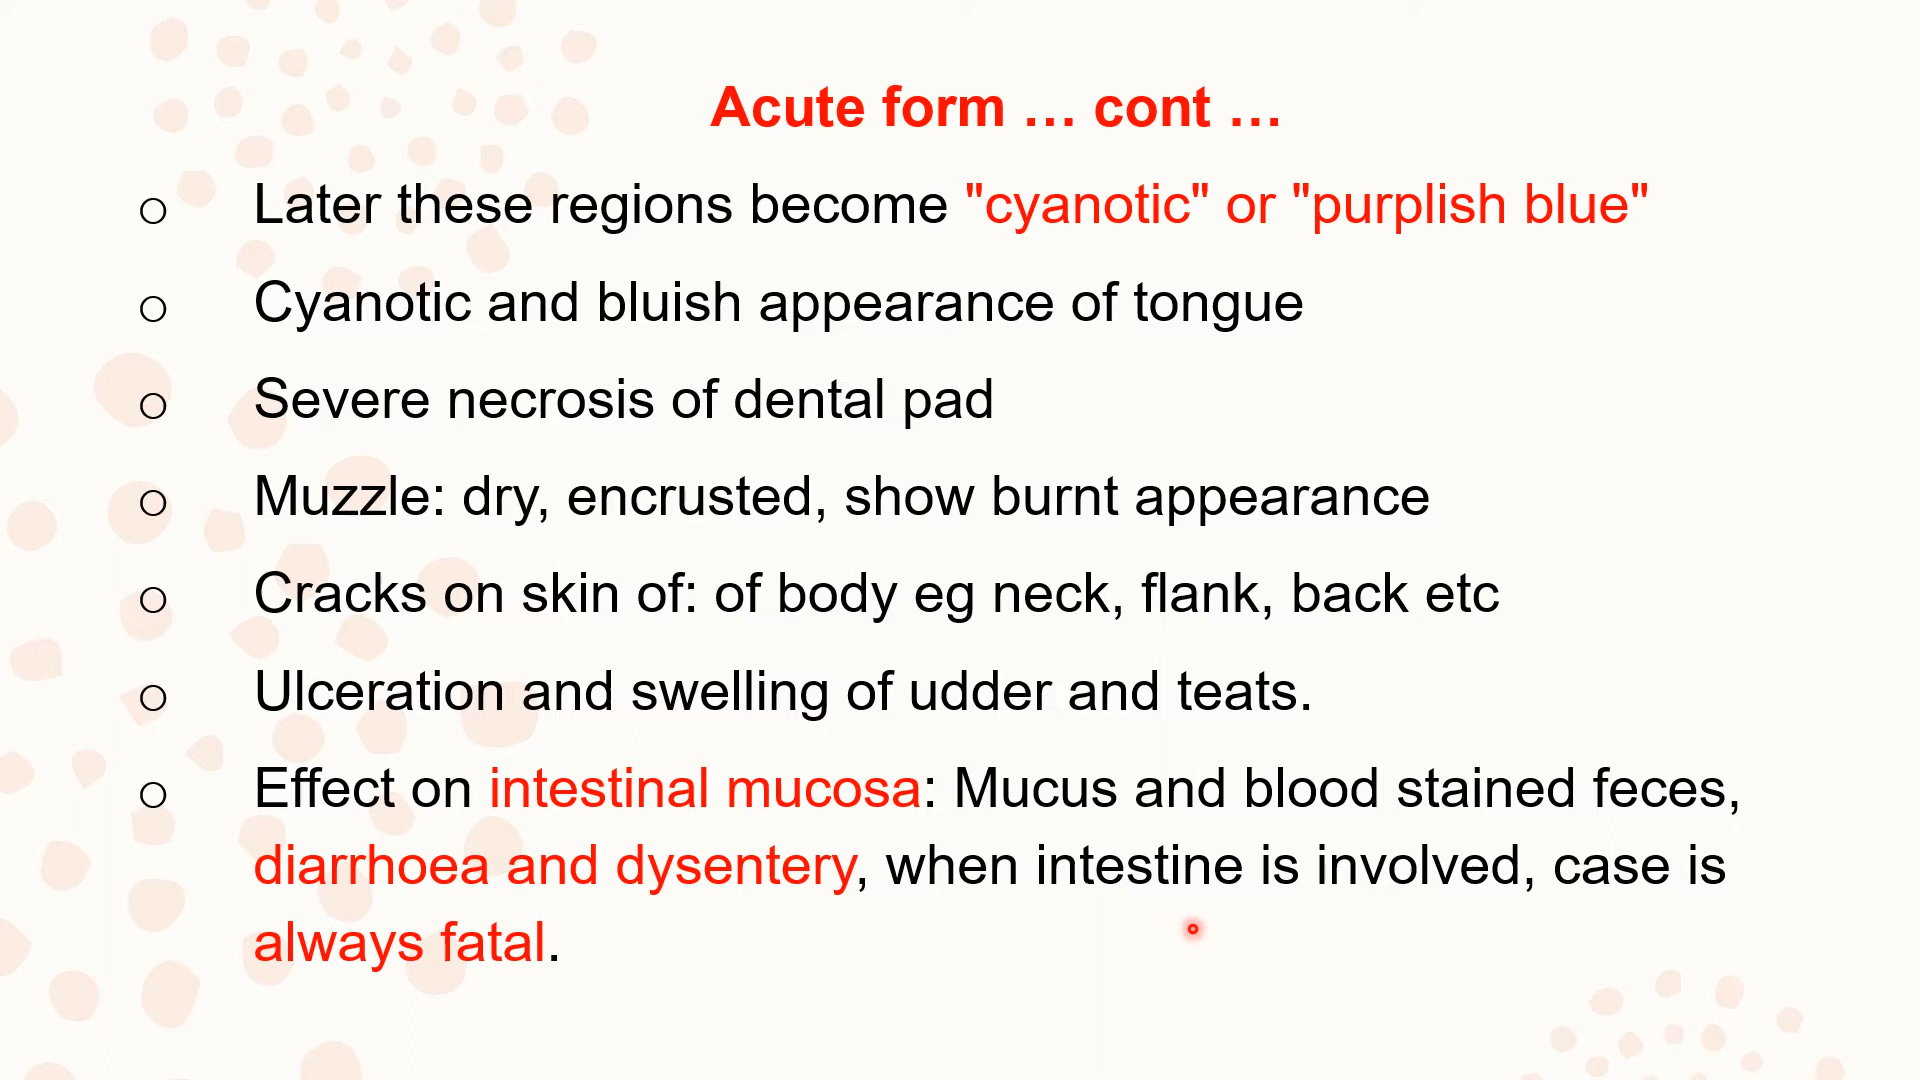 Acute form … cont …
o Later these regions become "cyanotic" or "purplish blue"
o Cyanotic and bluish appearance of tongue
o Severe necrosis of dental pad
o Muzzle: dry, encrusted, show burnt appearance
o Cracks on skin of: of body eg neck, flank, back etc
o Ulceration and swelling of udder and teats.
o Effect on intestinal mucosa: Mucus and blood stained feces,
diarrhoea and dysentery, when intestine is involved, case is
always fatal.